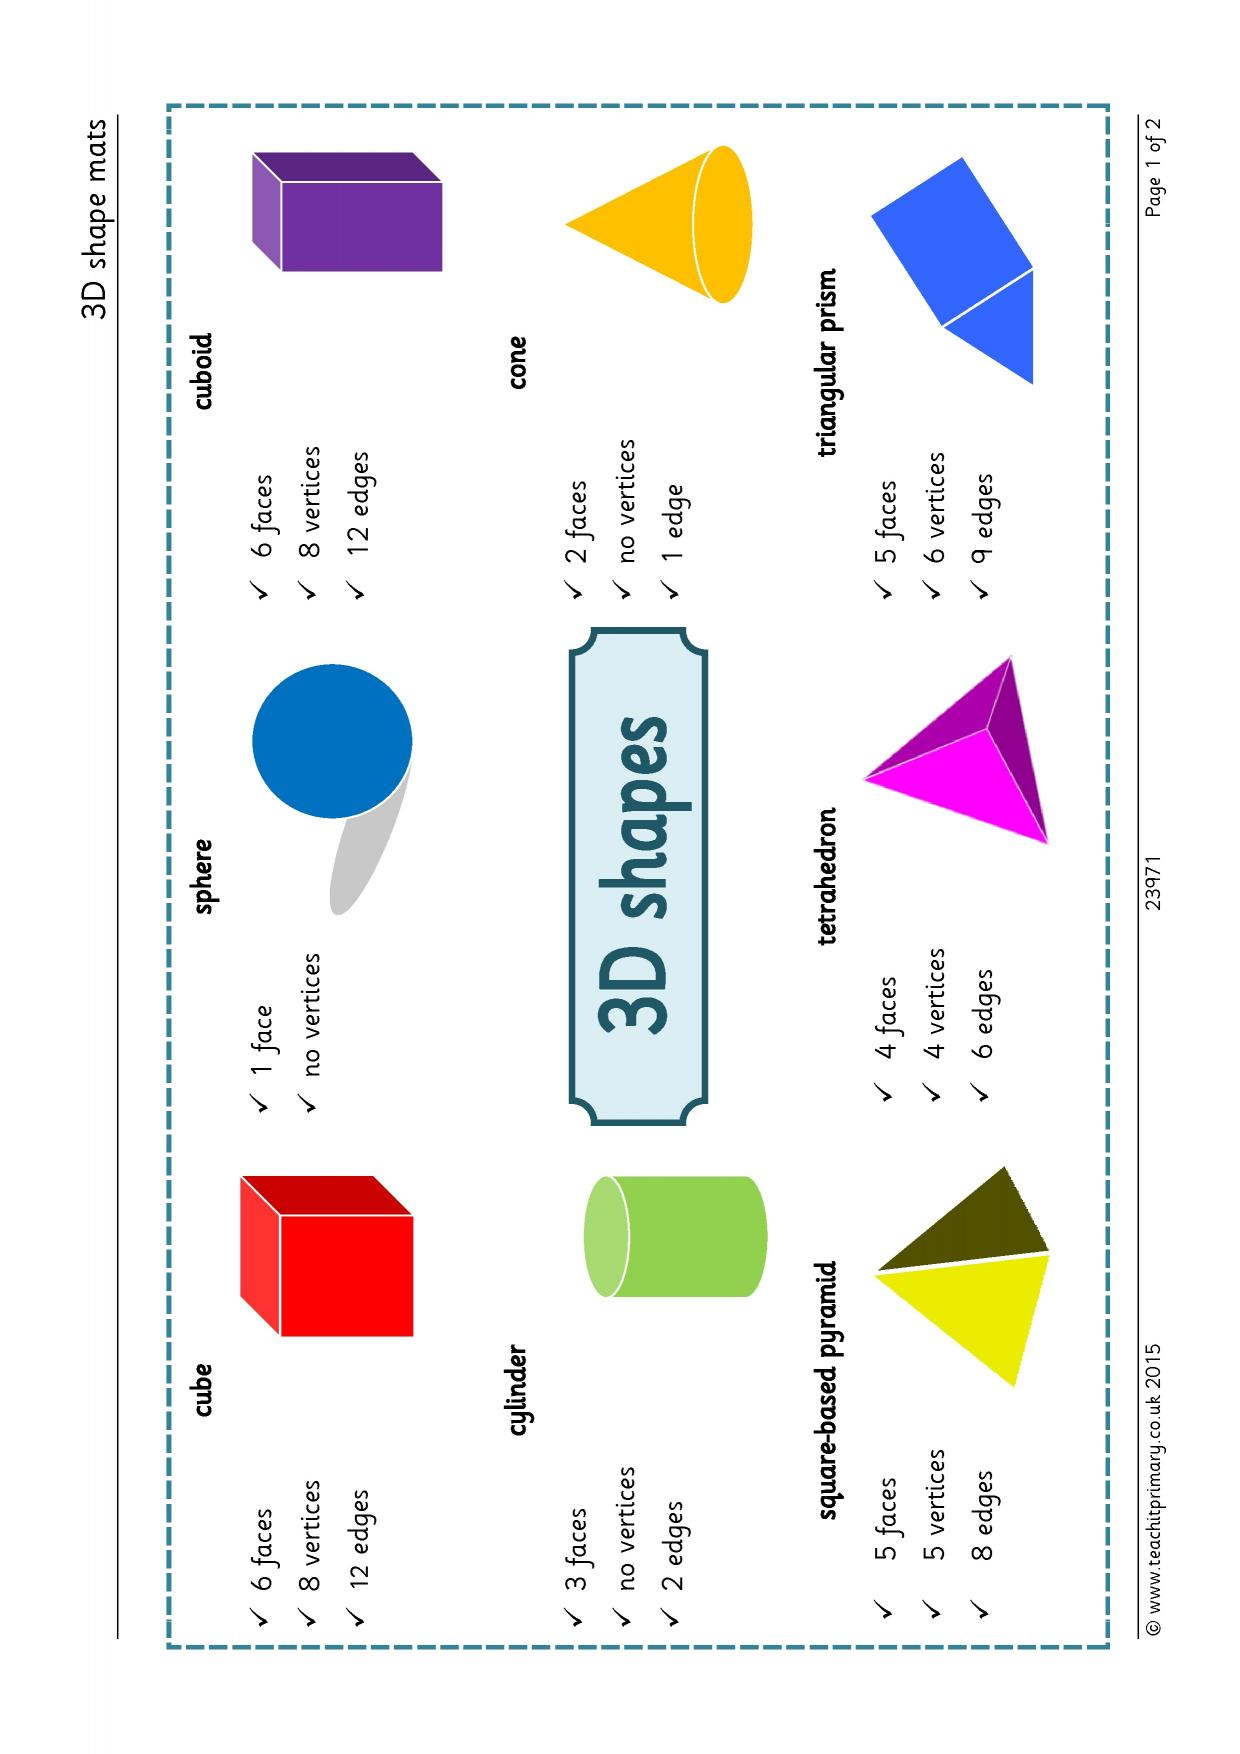 3D shape mats
cube
✓ 6 faces
✓ 8 vertices
✓ 12 edges
sphere
✓ 1 face
✓ no vertices
cuboid
✓ 6 faces
✓ 8 vertices
✓ 12 edges
cylinder
✓ 3 faces
✓ no vertices
✓ 2 edges
3D shapes
cone
✓ 2 faces
✓ no vertices
✓ 1 edge
square-based pyramid
✓ 5 faces
✓ 5 vertices
✓ 8 edges
tetrahedron
✓ 4 faces
✓ 4 vertices
✓ 6 edges
triangular prism
✓ 5 faces
✓ 6 vertices
✓ 9 edges
© www.teachitprimary.co.uk 2015
23971
Page 1 of 2